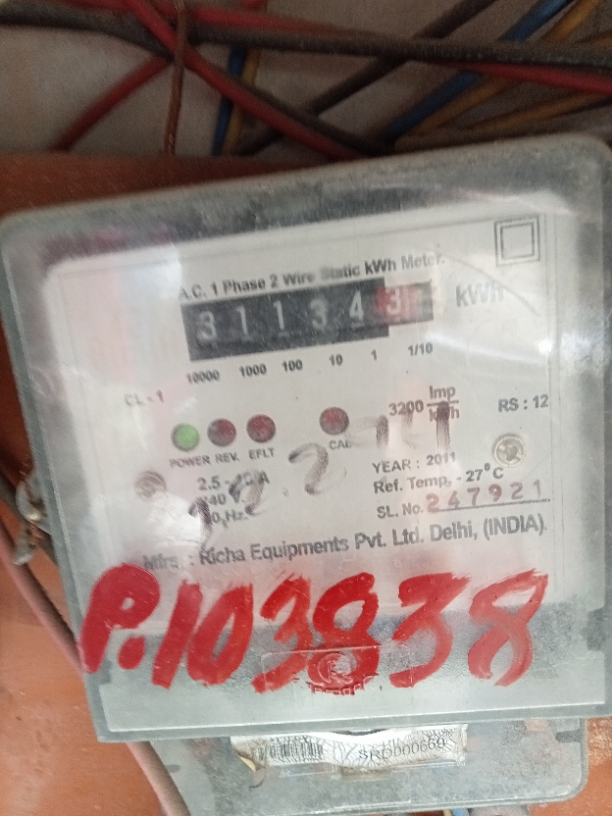 A.C. 1 Phase 2 Wire Static kWh Meter.
3 1 1 3 4 3 kWh
10000 1000 100 10 1 1/10
CL - 1
3200 Imp/kWh RS : 12
POWER REV. EFLT CAL
YEAR : 2011
Ref. Temp. - 27°C
SL. No. 247921
Mfrs. : Richa Equipments Pvt. Ltd. Delhi, (INDIA)
P.103838